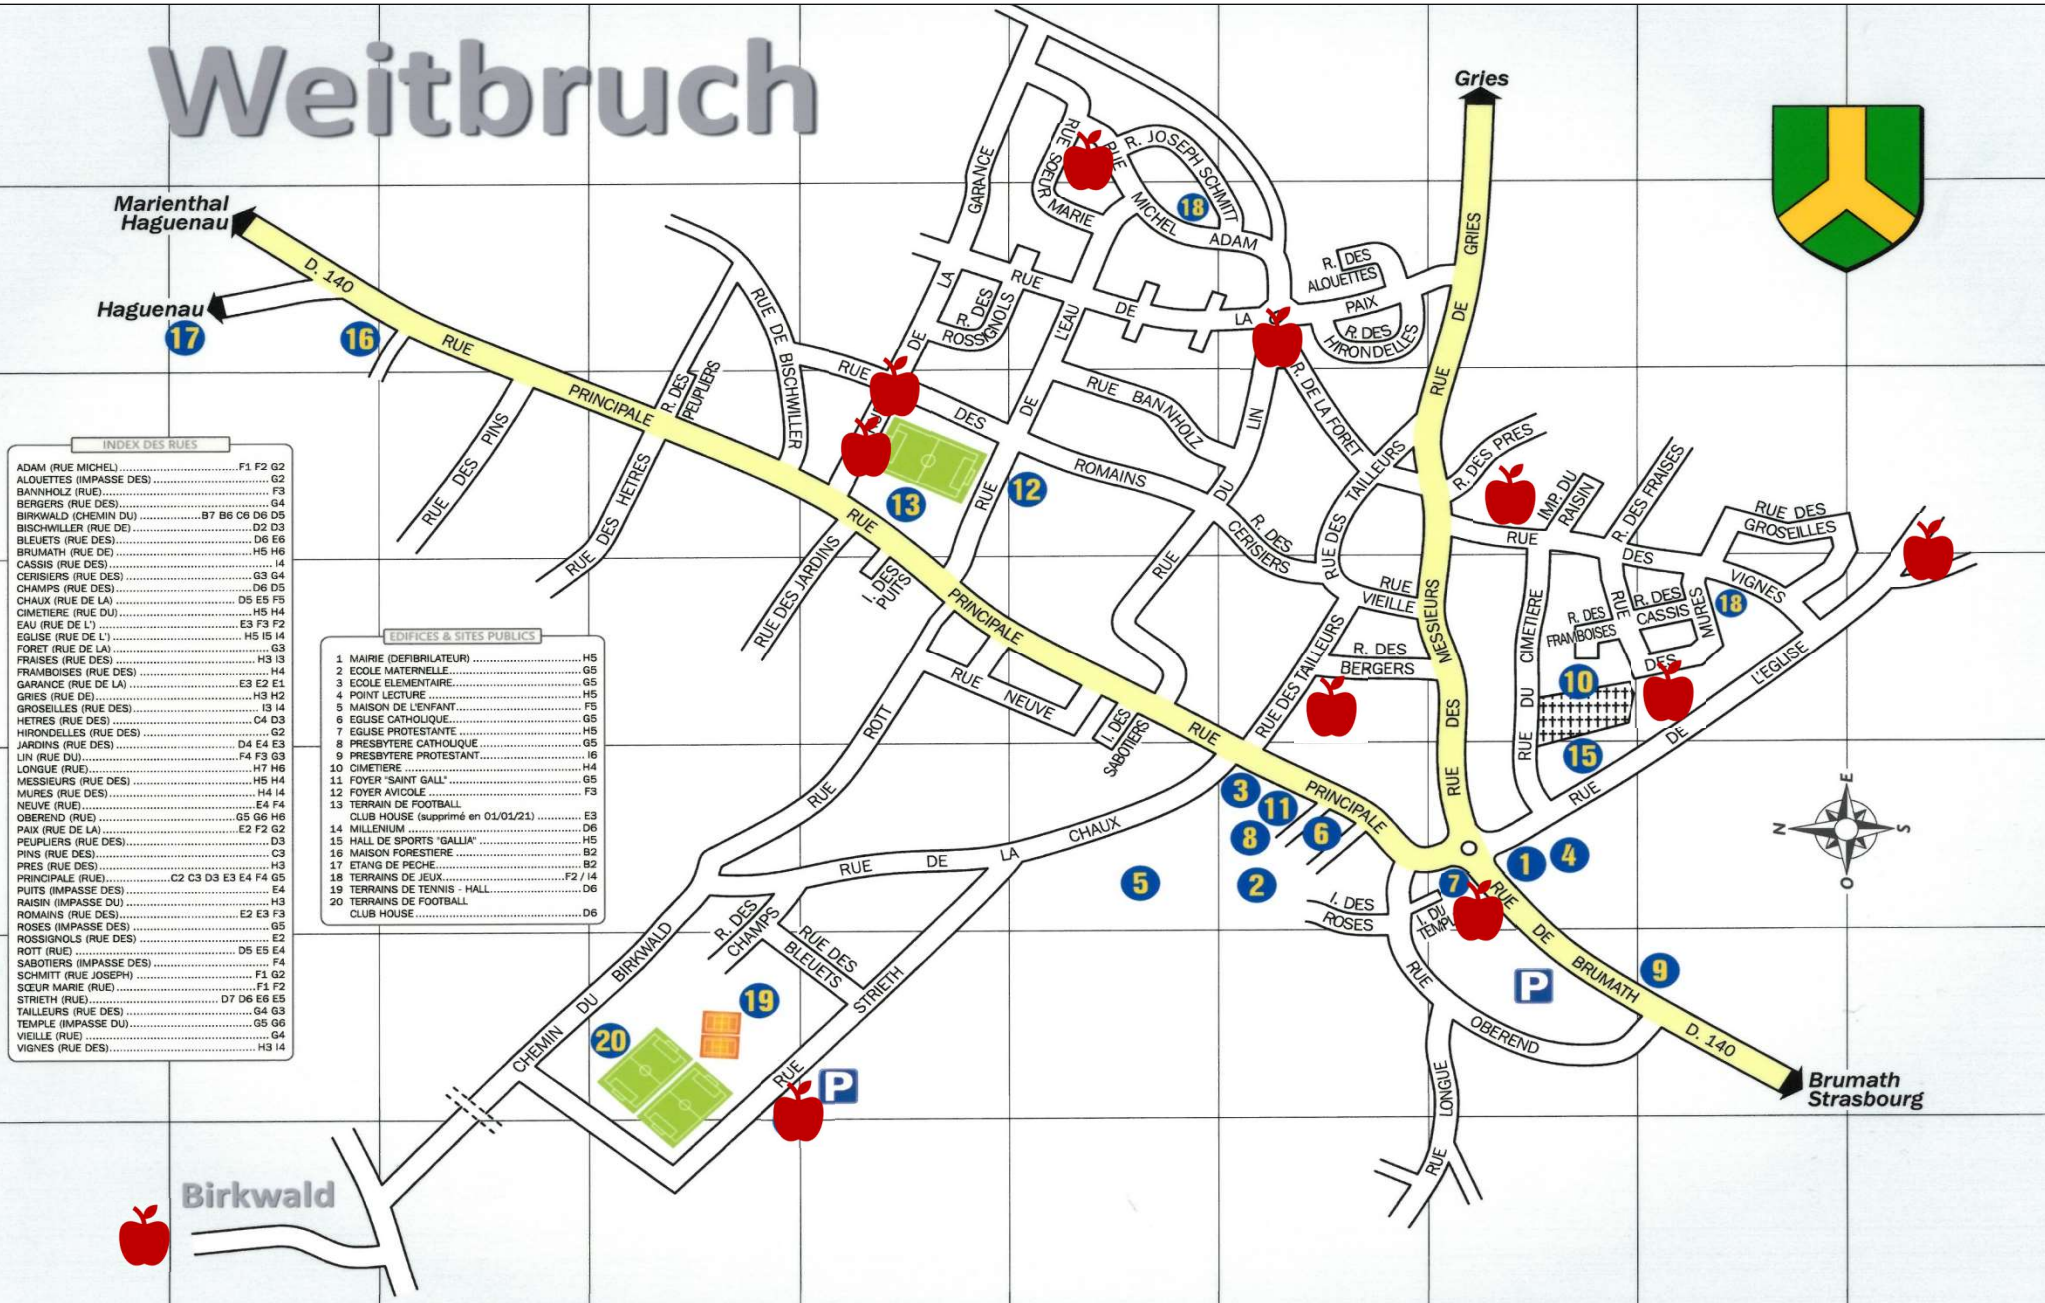 Weitbruch
Gries
Marienthal
Haguenau
D. 140
Haguenau
17
16
RUE
PRINCIPALE
RUE DES PINS
R. DES
PEUPLIERS
RUE DES HETRES
RUE DE BISCHWILLER
GARANCE
LA
DE
RUE SŒUR
MARIE
RUE
MICHEL
ADAM
R. JOSEPH SCHMITT
18
R. DES
ALOUETTES
PAIX
R. DES
HIRONDELLES
RUE
DE
LA
R. DES
ROSSIGNOLS
L'EAU
DE
RUE
RUE
DES
ROMAINS
RUE BANNHOLZ
LIN
DU
RUE
R. DE LA FORET
RUE DES TAILLEURS
RUE
DE
GRIES
R. DES PRES
IMP. DU
RAISIN
R. DES FRAISES
RUE DES
GROSEILLES
RUE
DES
VIGNES
18
R. DES
CERISIERS
RUE
VIEILLE
R. DES
BERGERS
RUE DES TAILLEURS
RUE
DES
MESSIEURS
RUE
DU
CIMETIERE
R. DES
FRAMBOISES
R. DES
CASSIS
RUE
DES
MURES
10
15
RUE
DE
L'EGLISE
12
13
RUE
RUE DES JARDINS
I. DES
PUITS
PRINCIPALE
RUE
NEUVE
I. DES
SABOTIERS
RUE
PRINCIPALE
RUE
ROTT
RUE
DE
LA
CHAUX
3
11
8
6
5
2
1
4
7
I. DES
ROSES
I. DU
RUE
DE
BRUMATH
D. 140
9
P
RUE
OBEREND
RUE
LONGUE
Brumath
Strasbourg
N
E
S
O
CHEMIN
DU
BIRKWALD
R. DES
CHAMPS
RUE DES
BLEUETS
RUE
STRIETH
19
20
P
Birkwald
INDEX DES RUES
ADAM (RUE MICHEL)..........F1 F2 G2
ALOUETTES (IMPASSE DES)..........G2
BANNHOLZ (RUE)..........F3
BERGERS (RUE DES)..........G4
BIRKWALD (CHEMIN DU)..........B7 B6 C6 D6 D5
BISCHWILLER (RUE DE)..........D2 D3
BLEUETS (RUE DES)..........D6 E6
BRUMATH (RUE DE)..........H5 H6
CASSIS (RUE DES)..........I4
CERISIERS (RUE DES)..........G3 G4
CHAMPS (RUE DES)..........D6 D5
CHAUX (RUE DE LA)..........D5 E5 F5
CIMETIERE (RUE DU)..........H5 H4
EAU (RUE DE L')..........E3 F3 F2
EGLISE (RUE DE L')..........H5 I5 I4
FORET (RUE DE LA)..........G3
FRAISES (RUE DES)..........H3 I3
FRAMBOISES (RUE DES)..........H4
GARANCE (RUE DE LA)..........E3 E2 E1
GRIES (RUE DE)..........H3 H2
GROSEILLES (RUE DES)..........I3 I4
HETRES (RUE DES)..........C4 D3
HIRONDELLES (RUE DES)..........G2
JARDINS (RUE DES)..........D4 E4 E3
LIN (RUE DU)..........F4 F3 G3
LONGUE (RUE)..........H7 H6
MESSIEURS (RUE DES)..........H5 H4
MURES (RUE DES)..........H4 I4
NEUVE (RUE)..........E4 F4
OBEREND (RUE)..........G5 G6 H6
PAIX (RUE DE LA)..........E2 F2 G2
PEUPLIERS (RUE DES)..........D3
PINS (RUE DES)..........C3
PRES (RUE DES)..........H3
PRINCIPALE (RUE)..........C2 C3 D3 E3 E4 F4 G5
PUITS (IMPASSE DES)..........E4
RAISIN (IMPASSE DU)..........H3
ROMAINS (RUE DES)..........E2 E3 F3
ROSES (IMPASSE DES)..........G5
ROSSIGNOLS (RUE DES)..........E2
ROTT (RUE)..........D5 E5 E4
SABOTIERS (IMPASSE DES)..........F4
SCHMITT (RUE JOSEPH)..........F1 G2
SŒUR MARIE (RUE)..........F1 F2
STRIETH (RUE)..........D7 D6 E6 E5
TAILLEURS (RUE DES)..........G4 G3
TEMPLE (IMPASSE DU)..........G5 G6
VIEILLE (RUE)..........G4
VIGNES (RUE DES)..........H3 I4
EDIFICES & SITES PUBLICS
1 MAIRIE (DEFIBRILATEUR)..........H5
2 ECOLE MATERNELLE..........G5
3 ECOLE ELEMENTAIRE..........G5
4 POINT LECTURE..........H5
5 MAISON DE L'ENFANT..........F5
6 EGLISE CATHOLIQUE..........G5
7 EGLISE PROTESTANTE..........H5
8 PRESBYTERE CATHOLIQUE..........G5
9 PRESBYTERE PROTESTANT..........I6
10 CIMETIERE..........H4
11 FOYER "SAINT GALL"..........G5
12 FOYER AVICOLE..........F3
13 TERRAIN DE FOOTBALL
CLUB HOUSE (supprimé en 01/01/21)..........E3
14 MILLENIUM..........D6
15 HALL DE SPORTS "GALLIA"..........H5
16 MAISON FORESTIERE..........B2
17 ETANG DE PECHE..........B2
18 TERRAINS DE JEUX..........F2 / I4
19 TERRAINS DE TENNIS - HALL..........D6
20 TERRAINS DE FOOTBALL
CLUB HOUSE..........D6